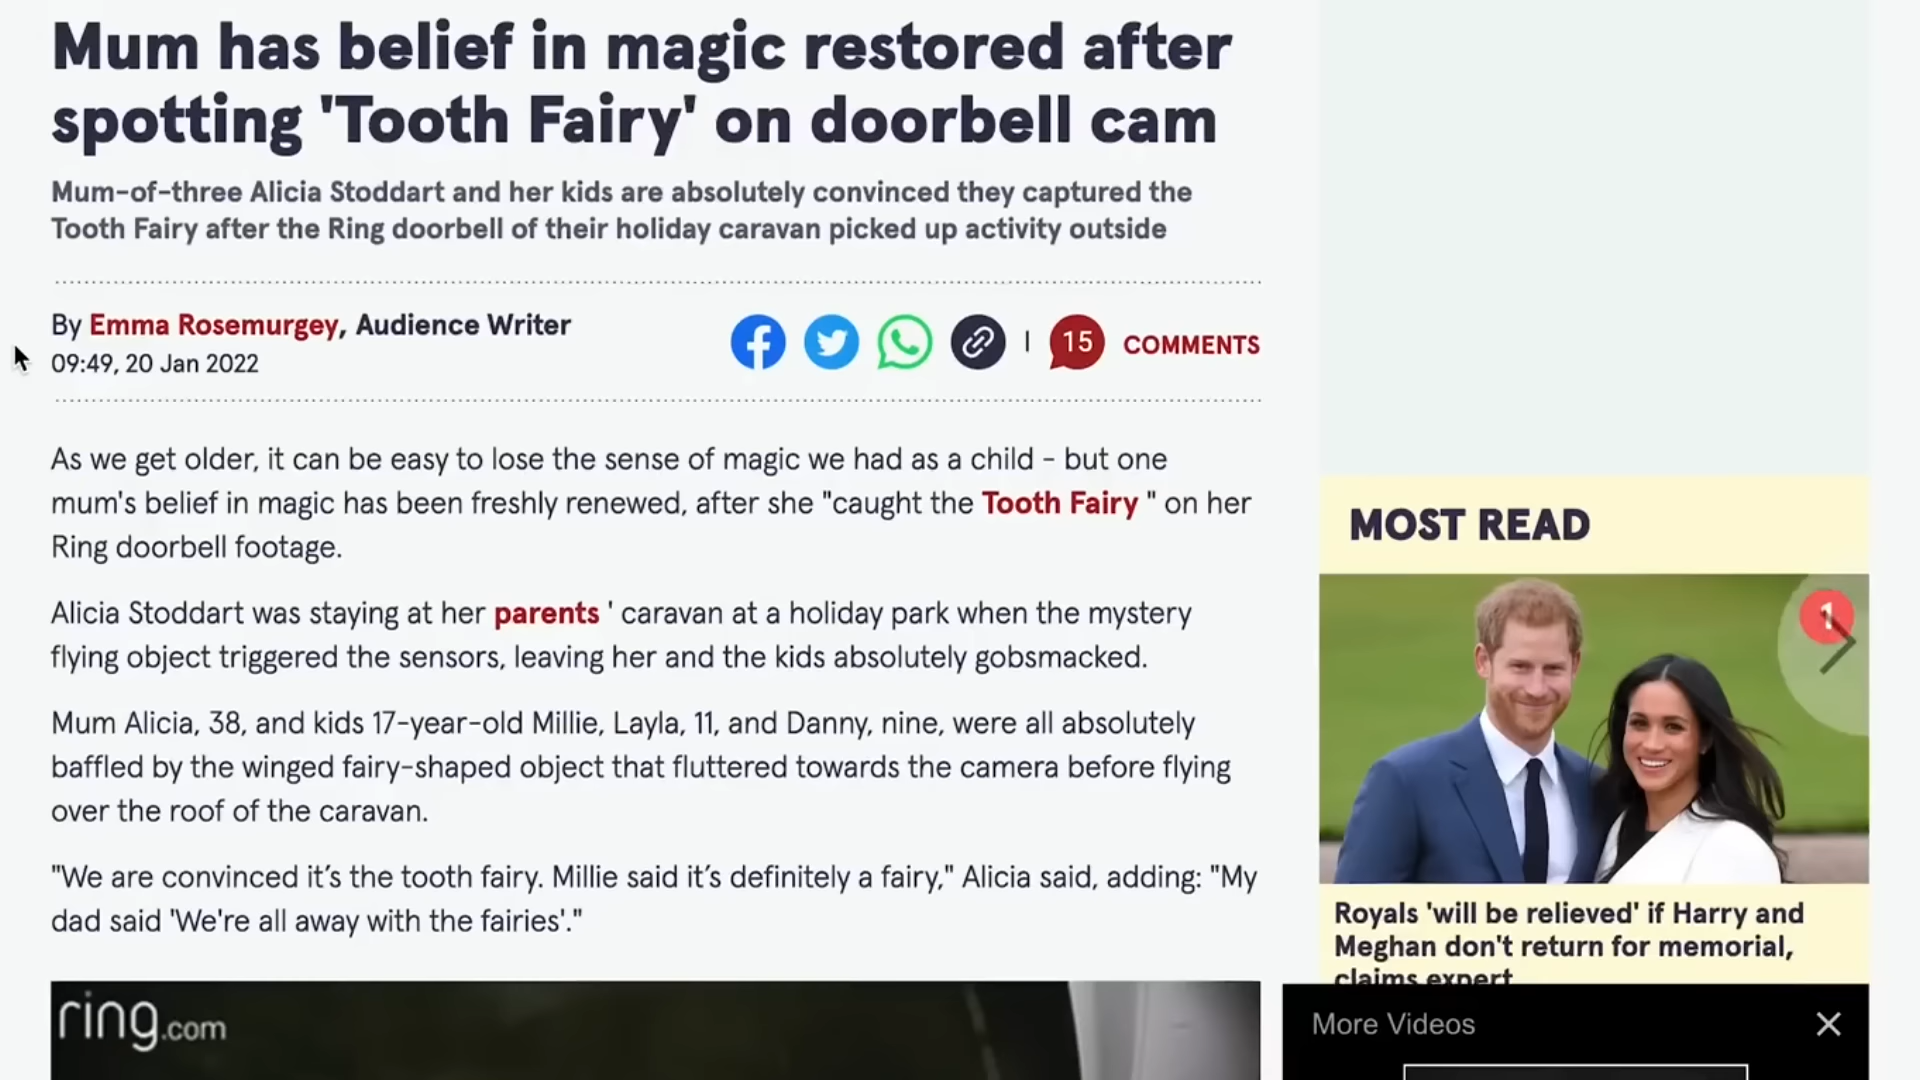 Mum has belief in magic restored after
spotting 'Tooth Fairy' on doorbell cam
Mum-of-three Alicia Stoddart and her kids are absolutely convinced they captured the
Tooth Fairy after the Ring doorbell of their holiday caravan picked up activity outside
By Emma Rosemurgey, Audience Writer
09:49, 20 Jan 2022
15 COMMENTS
As we get older, it can be easy to lose the sense of magic we had as a child - but one
mum's belief in magic has been freshly renewed, after she "caught the Tooth Fairy " on her
Ring doorbell footage.
Alicia Stoddart was staying at her parents ' caravan at a holiday park when the mystery
flying object triggered the sensors, leaving her and the kids absolutely gobsmacked.
Mum Alicia, 38, and kids 17-year-old Millie, Layla, 11, and Danny, nine, were all absolutely
baffled by the winged fairy-shaped object that fluttered towards the camera before flying
over the roof of the caravan.
"We are convinced it’s the tooth fairy. Millie said it’s definitely a fairy," Alicia said, adding: "My
dad said 'We're all away with the fairies'."
ring.com
MOST READ
1
Royals 'will be relieved' if Harry and
Meghan don't return for memorial,
claims expert
More Videos